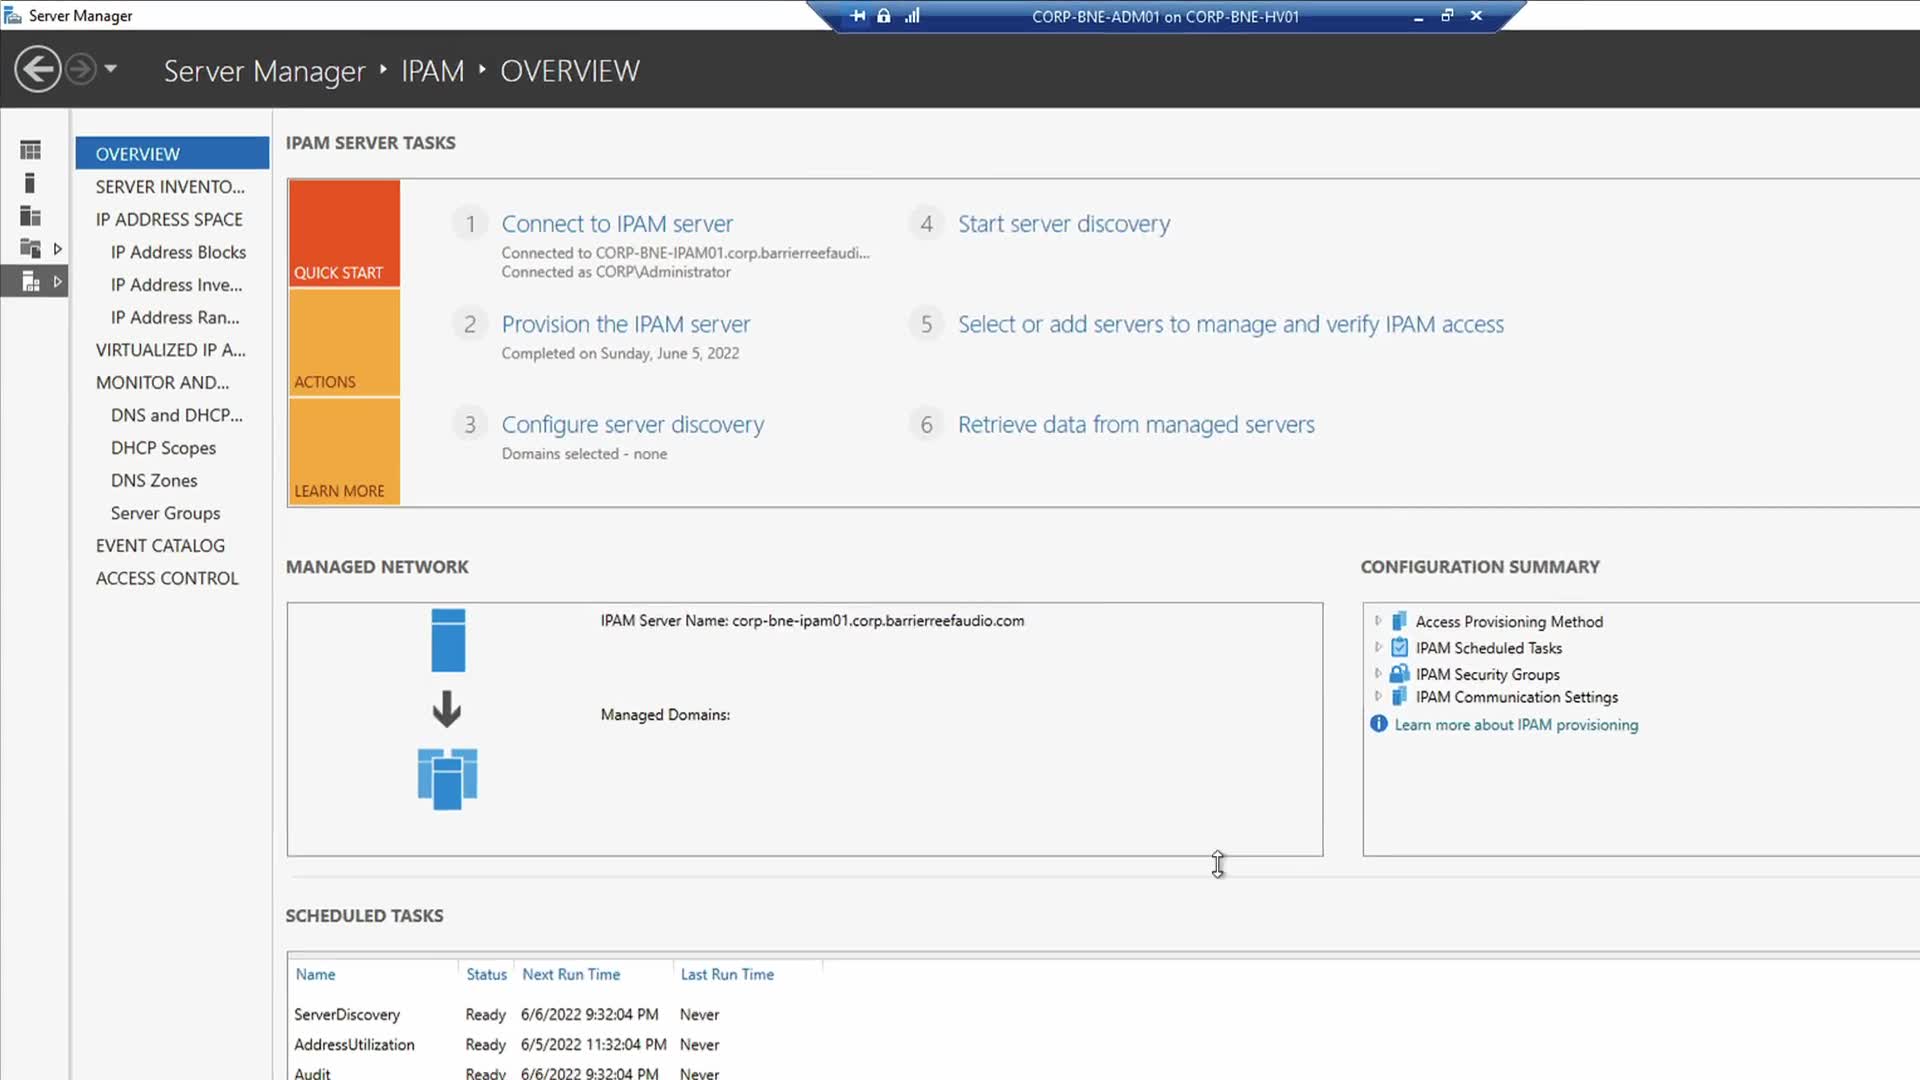 Server Manager
CORP-BNE-ADM01 on CORP-BNE-HV01
Server Manager ‣ IPAM ‣ OVERVIEW
OVERVIEW
SERVER INVENTO...
IP ADDRESS SPACE
IP Address Blocks
IP Address Inve...
IP Address Ran...
VIRTUALIZED IP A...
MONITOR AND...
DNS and DHCP...
DHCP Scopes
DNS Zones
Server Groups
EVENT CATALOG
ACCESS CONTROL
IPAM SERVER TASKS
QUICK START
ACTIONS
LEARN MORE
1 Connect to IPAM server
Connected to CORP-BNE-IPAM01.corp.barrierreefaudi...
Connected as CORP\Administrator
2 Provision the IPAM server
Completed on Sunday, June 5, 2022
3 Configure server discovery
Domains selected - none
4 Start server discovery
5 Select or add servers to manage and verify IPAM access
6 Retrieve data from managed servers
MANAGED NETWORK
IPAM Server Name: corp-bne-ipam01.corp.barrierreefaudio.com
Managed Domains:
CONFIGURATION SUMMARY
Access Provisioning Method
IPAM Scheduled Tasks
IPAM Security Groups
IPAM Communication Settings
Learn more about IPAM provisioning
SCHEDULED TASKS
Name Status Next Run Time Last Run Time
ServerDiscovery Ready 6/6/2022 9:32:04 PM Never
AddressUtilization Ready 6/5/2022 11:32:04 PM Never
Audit Ready 6/6/2022 9:32:04 PM Never